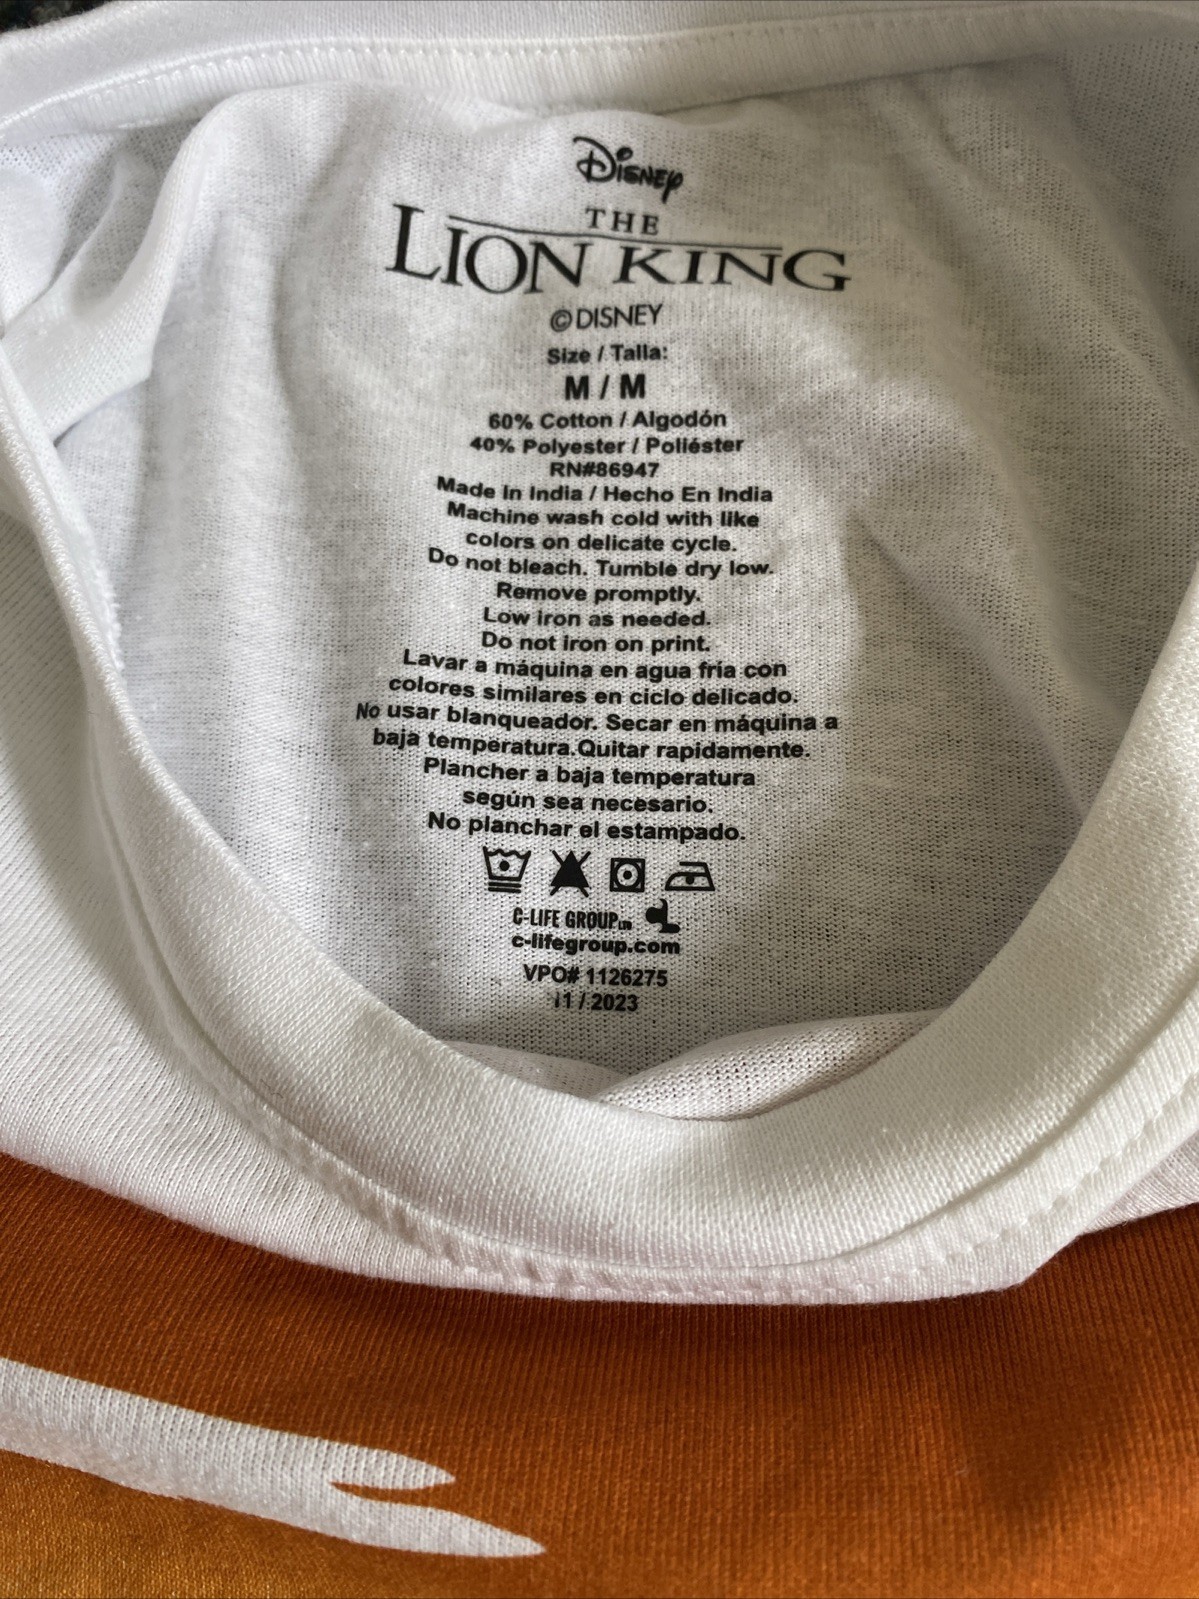 Disney
THE
LION KING
©DISNEY
Size / Talla:
M / M
60% Cotton / Algodón
40% Polyester / Poliéster
RN#86947
Made In India / Hecho En India
Machine wash cold with like
colors on delicate cycle.
Do not bleach. Tumble dry low.
Remove promptly.
Low iron as needed.
Do not iron on print.
Lavar a máquina en agua fría con
colores similares en ciclo delicado.
No usar blanqueador. Secar en máquina a
baja temperatura.Quitar rapidamente.
Plancher a baja temperatura
según sea necesario.
No planchar el estampado.
C-LIFE GROUP LTD
c-lifegroup.com
VPO# 1126275
11 / 2023